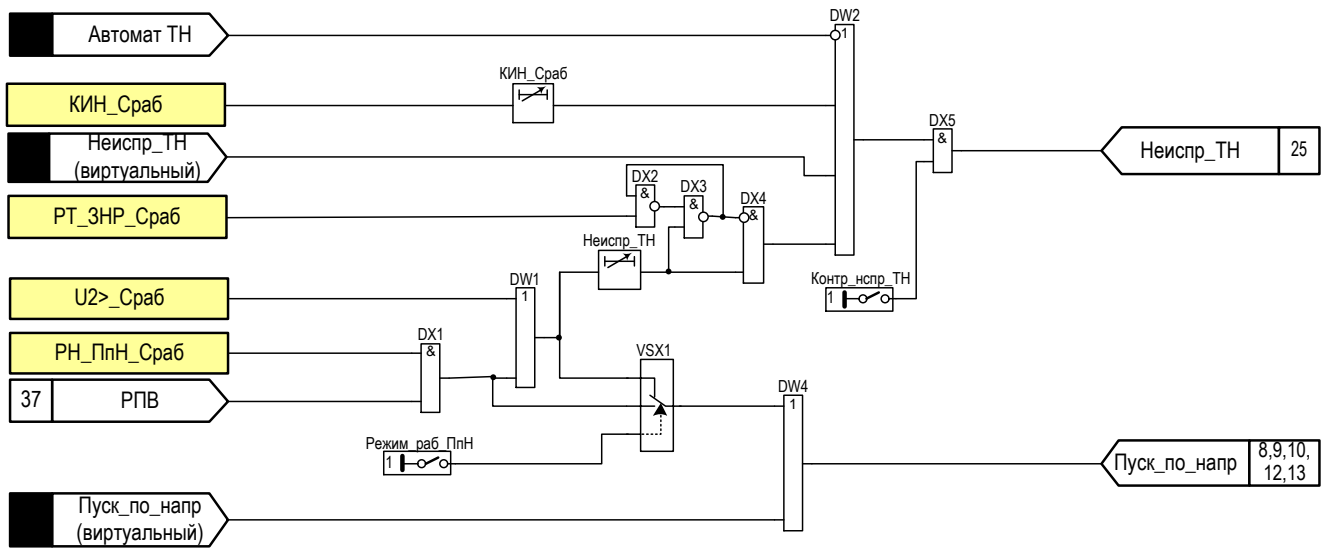 DW2
Автомат ТН
1
КИН_Сраб
КИН_Сраб
Неиспр_ТН
(виртуальный)
DX5
&
Неиспр_ТН
25
DX2
&
DX3
&
DX4
&
РТ_ЗНР_Сраб
Неиспр_ТН
Контр_нспр_ТН
1
U2>_Сраб
DW1
1
РН_ПпН_Сраб
DX1
&
VSX1
37
РПВ
DW4
1
Режим_раб_ПпН
1
Пуск_по_напр
8,9,10,
12,13
Пуск_по_напр
(виртуальный)